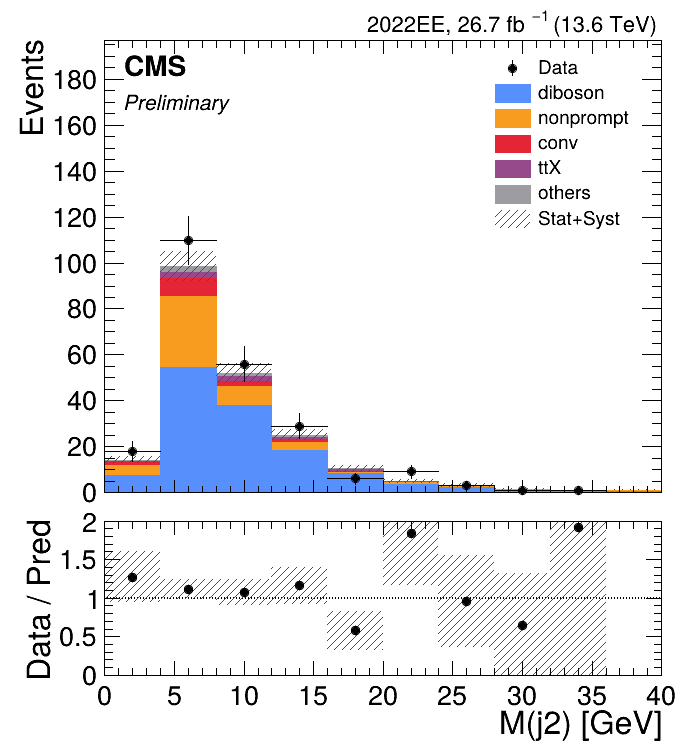 2022EE, 26.7 fb⁻¹ (13.6 TeV)
CMS
Preliminary
Events
Data
diboson
nonprompt
conv
ttX
others
Stat+Syst
180
160
140
120
100
80
60
40
20
0
Data / Pred
2
1.5
1
0.5
0
0 5 10 15 20 25 30 35 40
M(j2) [GeV]